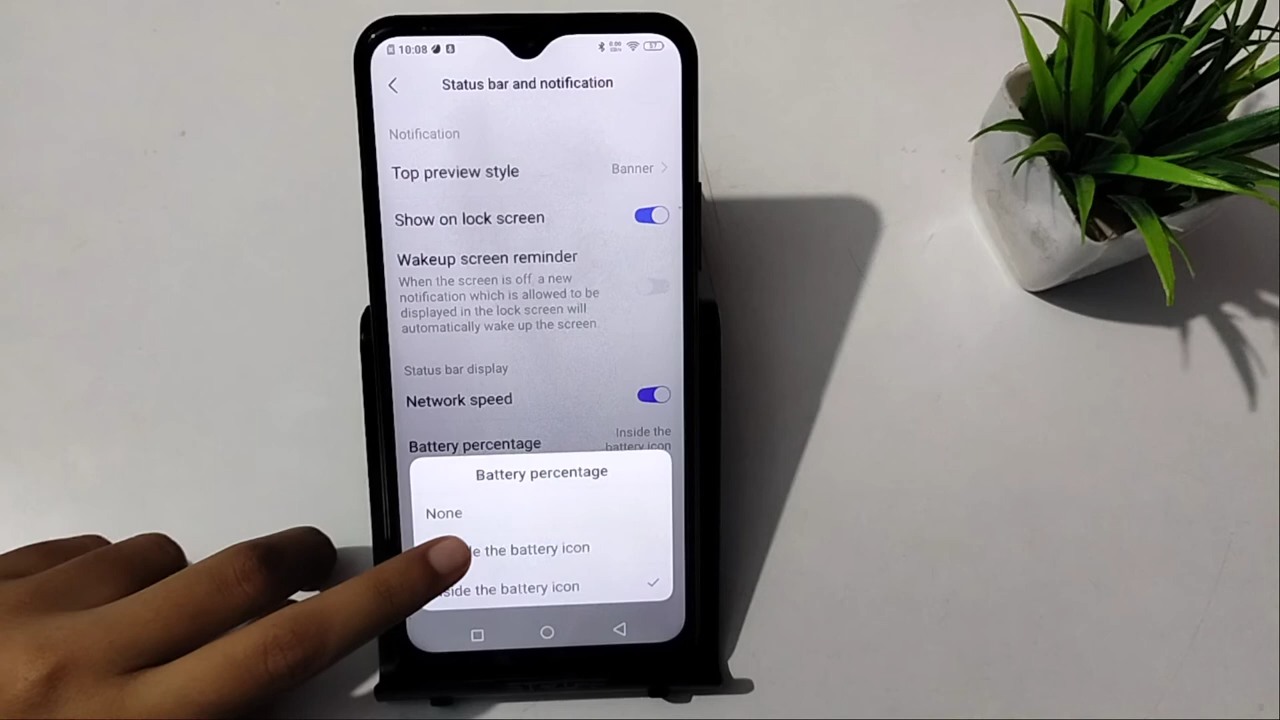 10:08 57
Status bar and notification
Notification
Top preview style Banner
Show on lock screen
Wakeup screen reminder
When the screen is off, a new
notification which is allowed to be
displayed in the lock screen will
automatically wake up the screen.
Status bar display
Network speed
Battery percentage Inside the
battery icon
Battery percentage
None
the battery icon
the battery icon